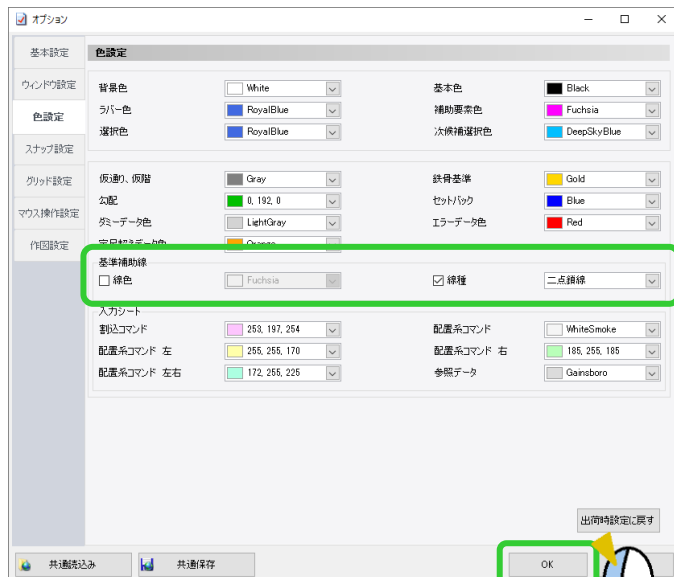 オプション
基本設定
ウィンドウ設定
色設定
スナップ設定
グリッド設定
マウス操作設定
作図設定
色設定
背景色 White 基本色 Black
ラバー色 RoyalBlue 補助要素色 Fuchsia
選択色 RoyalBlue 次候補選択色 DeepSkyBlue
仮通り、仮階 Gray 鉄骨基準 Gold
勾配 0, 192, 0 セットバック Blue
ダミーデータ色 LightGray エラーデータ色 Red
定尺超えデータ色 Orange
基準補助線
線色 Fuchsia 線種 二点鎖線
入力シート
割込コマンド 253, 197, 254 配置系コマンド WhiteSmoke
配置系コマンド 左 255, 255, 170 配置系コマンド 右 185, 255, 185
配置系コマンド 左右 172, 255, 225 参照データ Gainsboro
出荷時設定に戻す
共通読込み 共通保存 OK